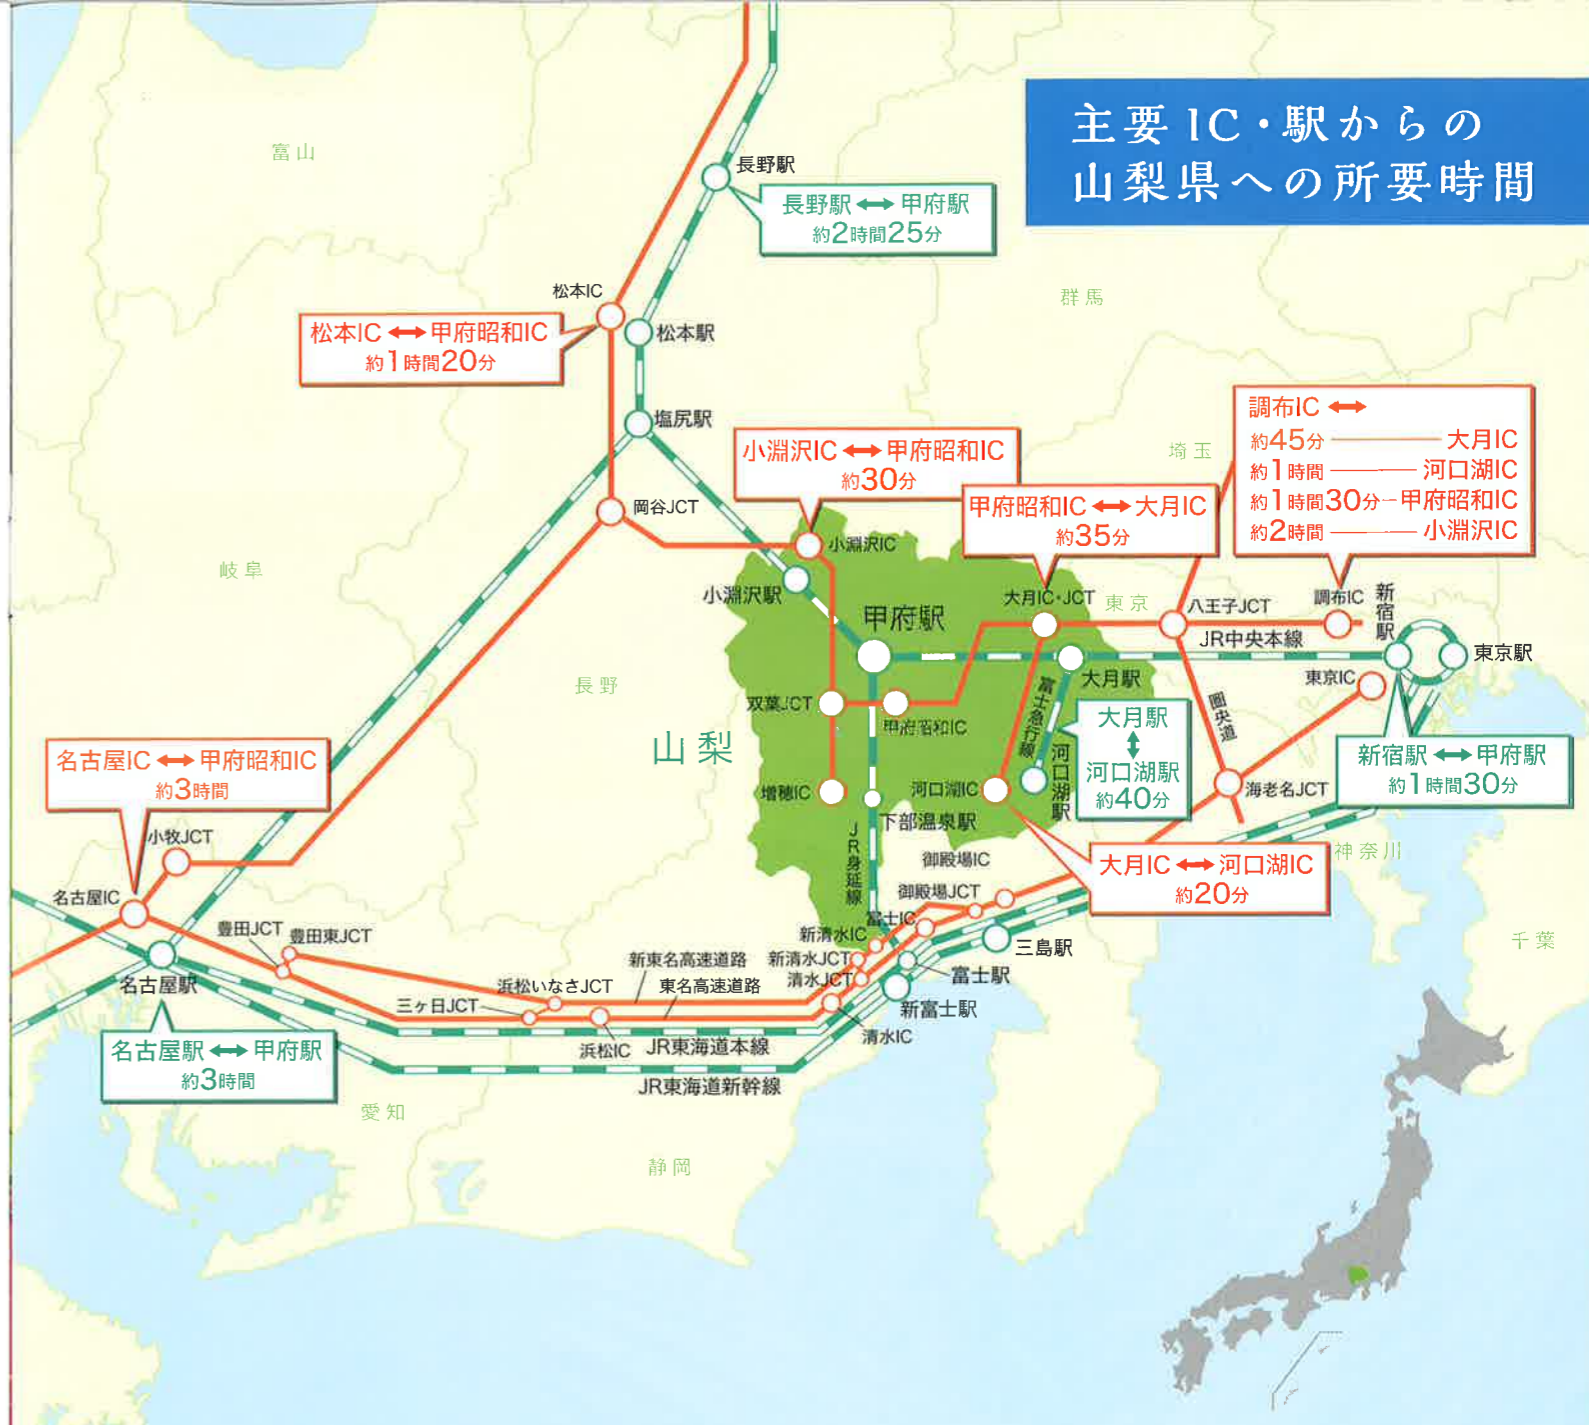 主要IC・駅からの
山梨県への所要時間
富山
長野駅
長野駅↔甲府駅
約2時間25分
群馬
松本IC
松本IC↔甲府昭和IC
約1時間20分
松本駅
塩尻駅
埼玉
調布IC↔
約45分 大月IC
約1時間 河口湖IC
約1時間30分 甲府昭和IC
約2時間 小淵沢IC
小淵沢IC↔甲府昭和IC
約30分
甲府昭和IC↔大月IC
約35分
岡谷JCT
小淵沢IC
岐阜
小淵沢駅
甲府駅
大月IC・JCT
東京
八王子JCT
調布IC
新宿駅
JR中央本線
東京駅
東京IC
長野
大月駅
富士急行線
圏央道
双葉JCT
甲府昭和IC
山梨
大月駅
↕
河口湖駅
約40分
新宿駅↔甲府駅
約1時間30分
名古屋IC↔甲府昭和IC
約3時間
増穂IC
河口湖IC
河口湖駅
海老名JCT
下部温泉駅
JR身延線
小牧JCT
御殿場IC
大月IC↔河口湖IC
約20分
神奈川
名古屋IC
御殿場JCT
富士IC
豊田JCT
豊田東JCT
新清水IC
三島駅
千葉
新東名高速道路
新清水JCT
富士駅
名古屋駅
浜松いなさJCT
東名高速道路
清水JCT
三ヶ日JCT
新富士駅
浜松IC
JR東海道本線
清水IC
名古屋駅↔甲府駅
約3時間
JR東海道新幹線
愛知
静岡